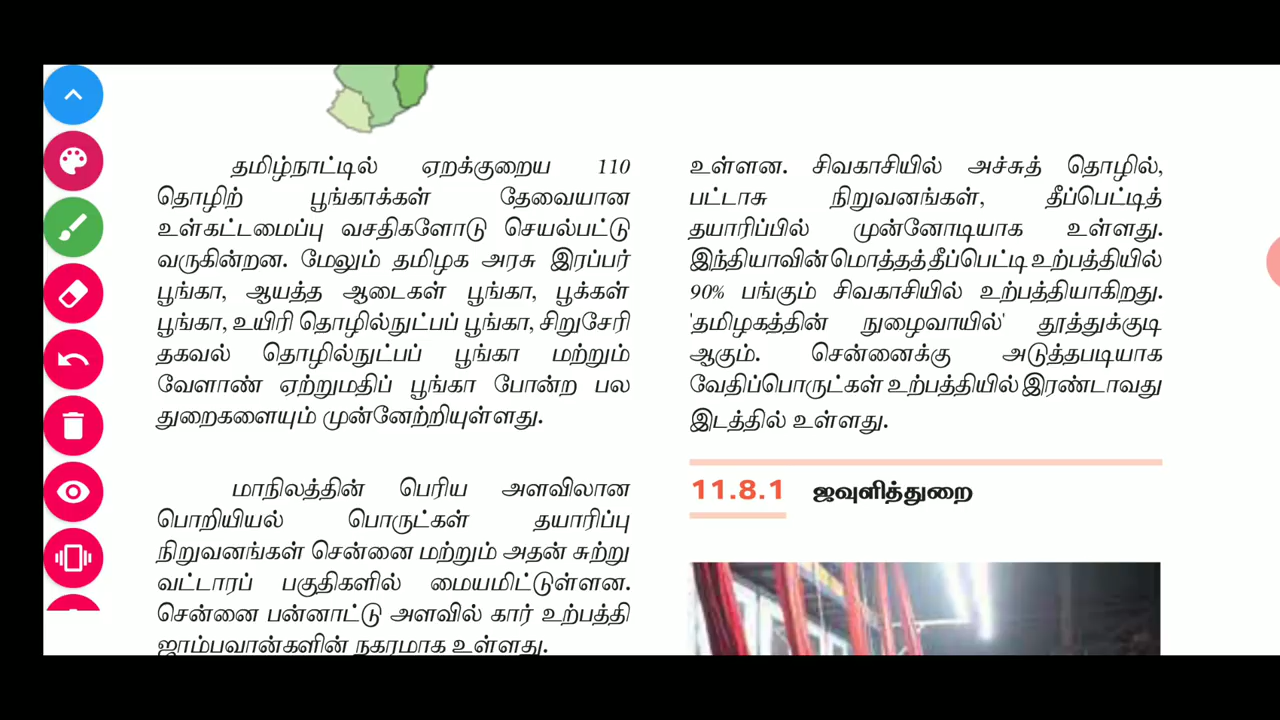 தமிழ்நாட்டில் ஏறக்குறைய 110
தொழிற் பூங்காக்கள் தேவையான
உள்கட்டமைப்பு வசதிகளோடு செயல்பட்டு
வருகின்றன. மேலும் தமிழக அரசு இரப்பர்
பூங்கா, ஆயத்த ஆடைகள் பூங்கா, பூக்கள்
பூங்கா, உயிரி தொழில்நுட்பப் பூங்கா, சிறுசேரி
தகவல் தொழில்நுட்பப் பூங்கா மற்றும்
வேளாண் ஏற்றுமதிப் பூங்கா போன்ற பல
துறைகளையும் முன்னேற்றியுள்ளது.
மாநிலத்தின் பெரிய அளவிலான
பொறியியல் பொருட்கள் தயாரிப்பு
நிறுவனங்கள் சென்னை மற்றும் அதன் சுற்று
வட்டாரப் பகுதிகளில் மையமிட்டுள்ளன.
சென்னை பன்னாட்டு அளவில் கார் உற்பத்தி
ஜாம்பவான்களின் நகரமாக உள்ளது.
உள்ளன. சிவகாசியில் அச்சுத் தொழில்,
பட்டாசு நிறுவனங்கள், தீப்பெட்டித்
தயாரிப்பில் முன்னோடியாக உள்ளது.
இந்தியாவின் மொத்தத் தீப்பெட்டி உற்பத்தியில்
90% பங்கும் சிவகாசியில் உற்பத்தியாகிறது.
'தமிழகத்தின் நுழைவாயில்' தூத்துக்குடி
ஆகும். சென்னைக்கு அடுத்தபடியாக
வேதிப்பொருட்கள் உற்பத்தியில் இரண்டாவது
இடத்தில் உள்ளது.
11.8.1 ஜவுளித்துறை